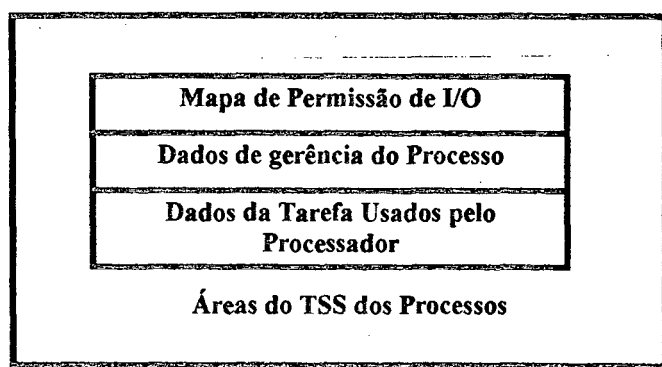 Mapa de Permissão de I/O
Dados de gerência do Processo
Dados da Tarefa Usados pelo
Processador
Áreas do TSS dos Processos